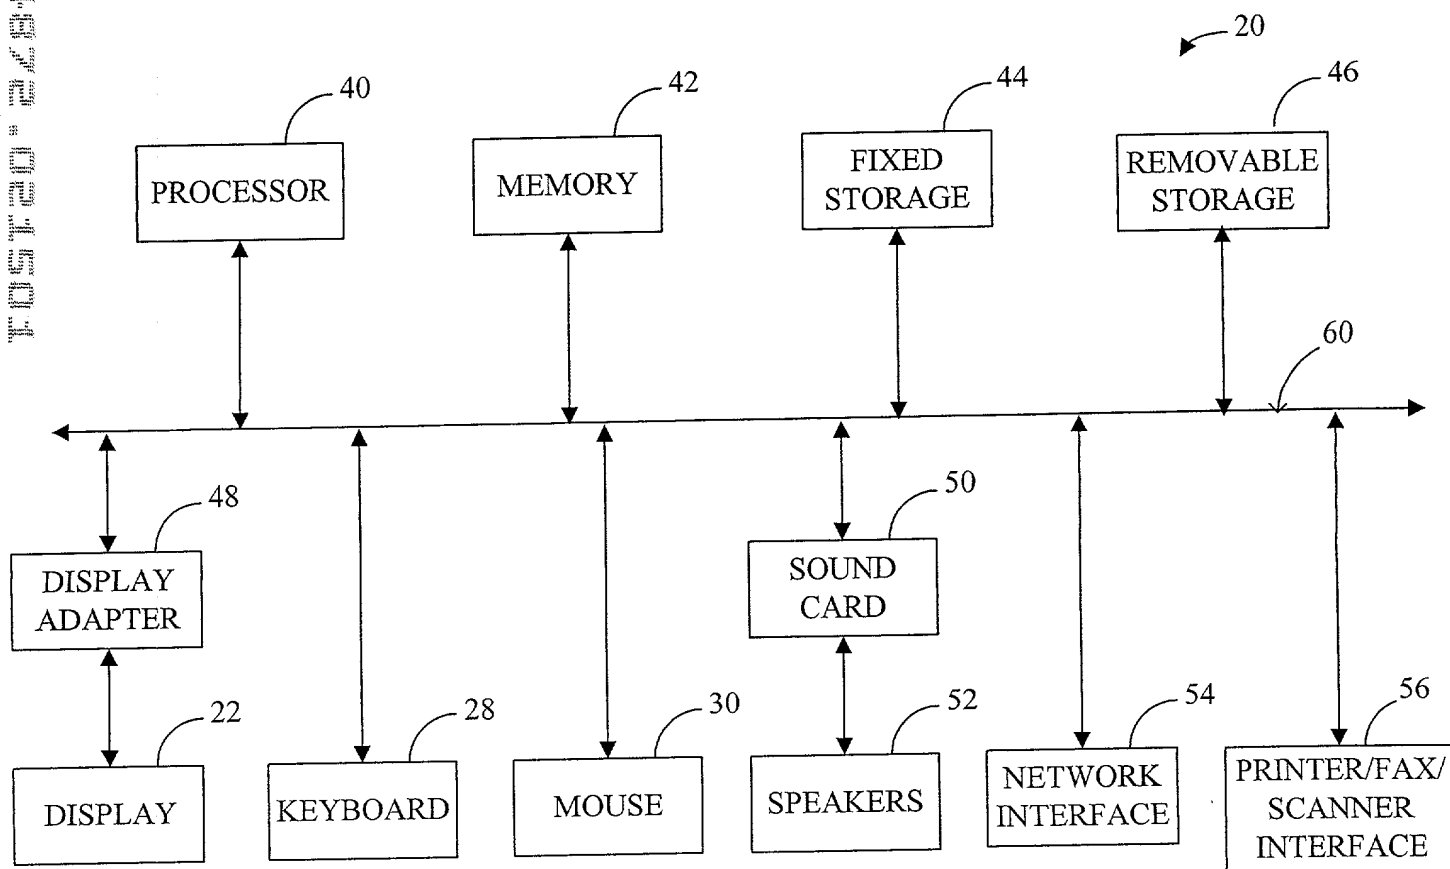 20
40
42
44
46
PROCESSOR
MEMORY
FIXED
STORAGE
REMOVABLE
STORAGE
60
48
50
DISPLAY
ADAPTER
SOUND
CARD
22
28
30
52
54
56
DISPLAY
KEYBOARD
MOUSE
SPEAKERS
NETWORK
INTERFACE
PRINTER/FAX/
SCANNER
INTERFACE